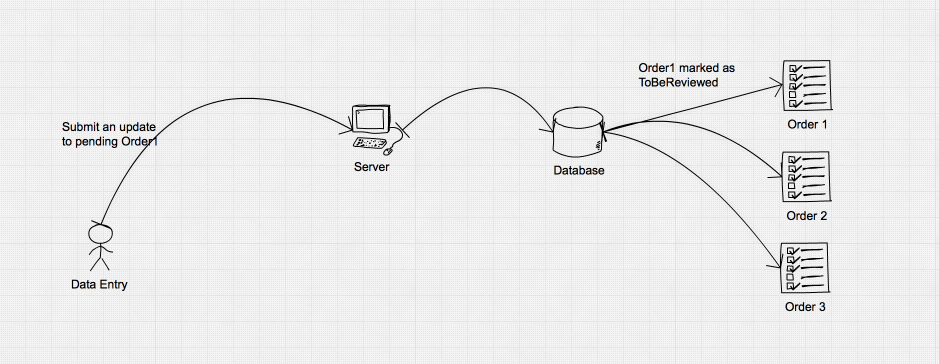 Order1 marked as
ToBeReviewed
Order 1
Submit an update
to pending Order1
Server
Database
Order 2
Data Entry
Order 3